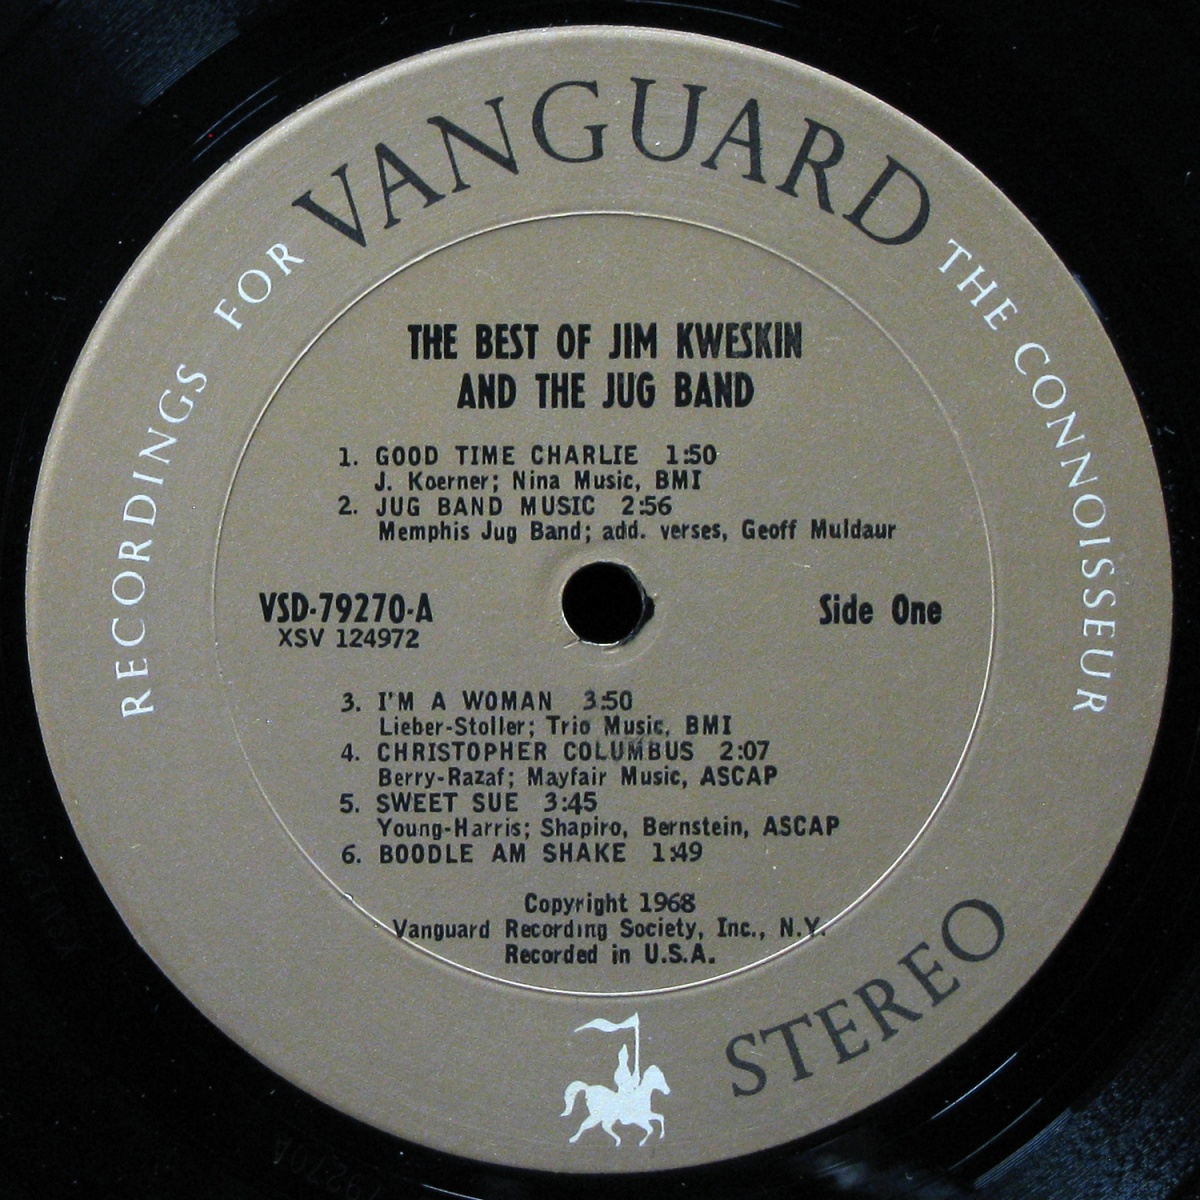 RECORDINGS FOR VANGUARD THE CONNOISSEUR
THE BEST OF JIM KWESKIN
AND THE JUG BAND
1. GOOD TIME CHARLIE 1:50
J. Koerner; Nina Music, BMI
2. JUG BAND MUSIC 2:56
Memphis Jug Band; add. verses, Geoff Muldaur
VSD-79270-A
XSV 124972
Side One
3. I'M A WOMAN 3:50
Lieber-Stoller; Trio Music, BMI
4. CHRISTOPHER COLUMBUS 2:07
Berry-Razaf; Mayfair Music, ASCAP
5. SWEET SUE 3:45
Young-Harris; Shapiro, Bernstein, ASCAP
6. BOODLE AM SHAKE 1:49
Copyright 1968
Vanguard Recording Society, Inc., N.Y.
Recorded in U.S.A.
STEREO